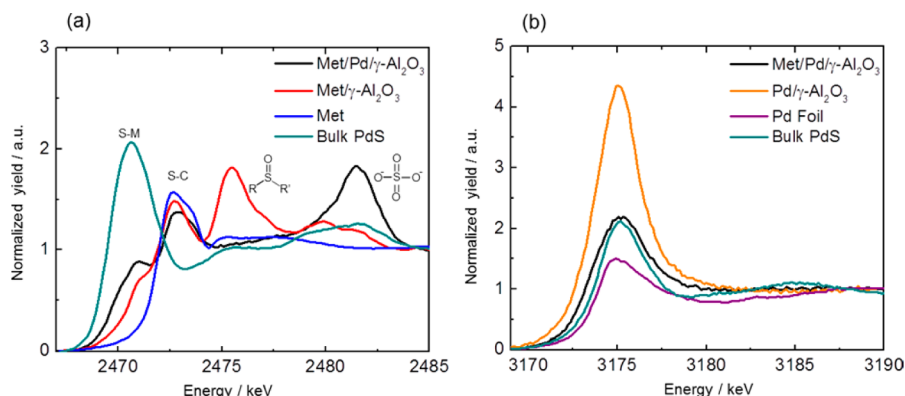 (a)
Normalized yield / a.u.
3
2
1
0
2470
2475
2480
2485
Energy / keV
Met/Pd/γ-Al₂O₃
Met/γ-Al₂O₃
Met
Bulk PdS
S-M
S-C
O
S
R R'
O
O⁻ S O⁻
O
(b)
Normalized yield / a.u.
5
4
3
2
1
0
3170
3175
3180
3185
3190
Energy / keV
Met/Pd/γ-Al₂O₃
Pd/γ-Al₂O₃
Pd Foil
Bulk PdS